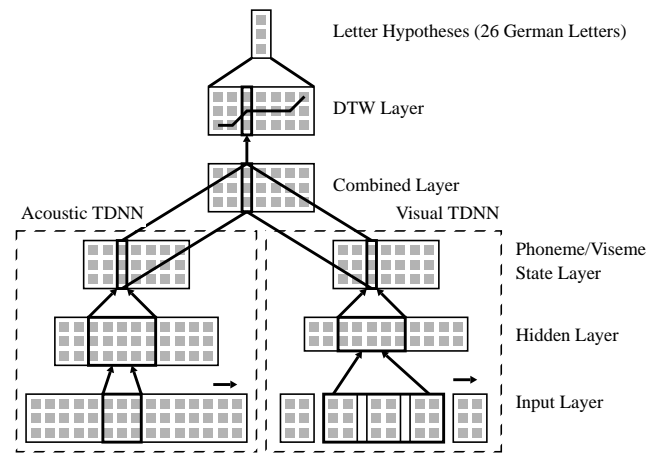 Letter Hypotheses (26 German Letters)
DTW Layer
Combined Layer
Acoustic TDNN
Visual TDNN
Phoneme/Viseme
State Layer
Hidden Layer
Input Layer